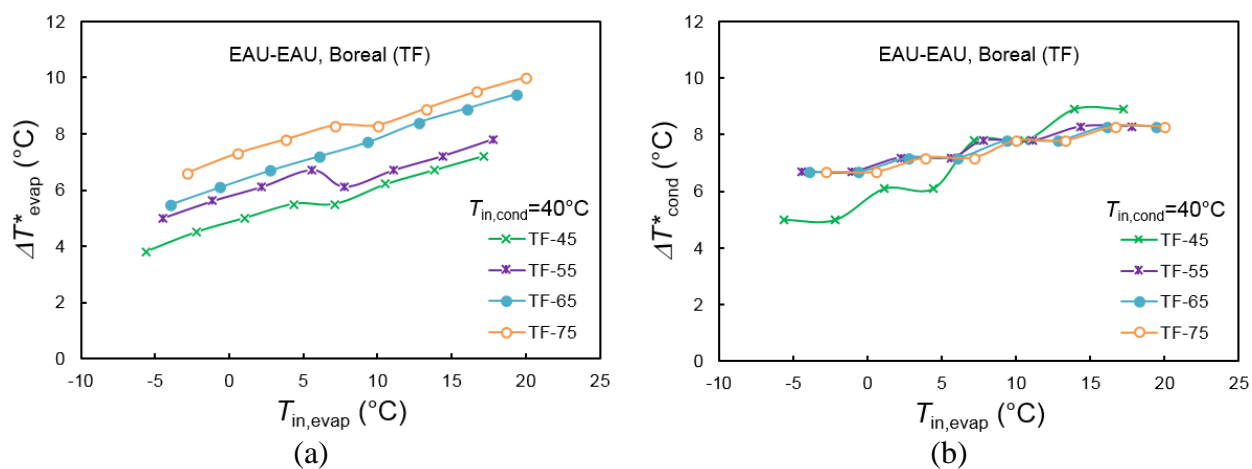 12
10
8
6
4
2
0
-10
-5
0
5
10
15
20
25
EAU-EAU, Boreal (TF)
T in,cond=40°C
TF-45
TF-55
TF-65
TF-75
ΔT*evap (°C)
Tin,evap (°C)
(a)
12
10
8
6
4
2
0
-10
-5
0
5
10
15
20
25
EAU-EAU, Boreal (TF)
Tin,cond=40°C
TF-45
TF-55
TF-65
TF-75
ΔT*cond (°C)
Tin,evap (°C)
(b)